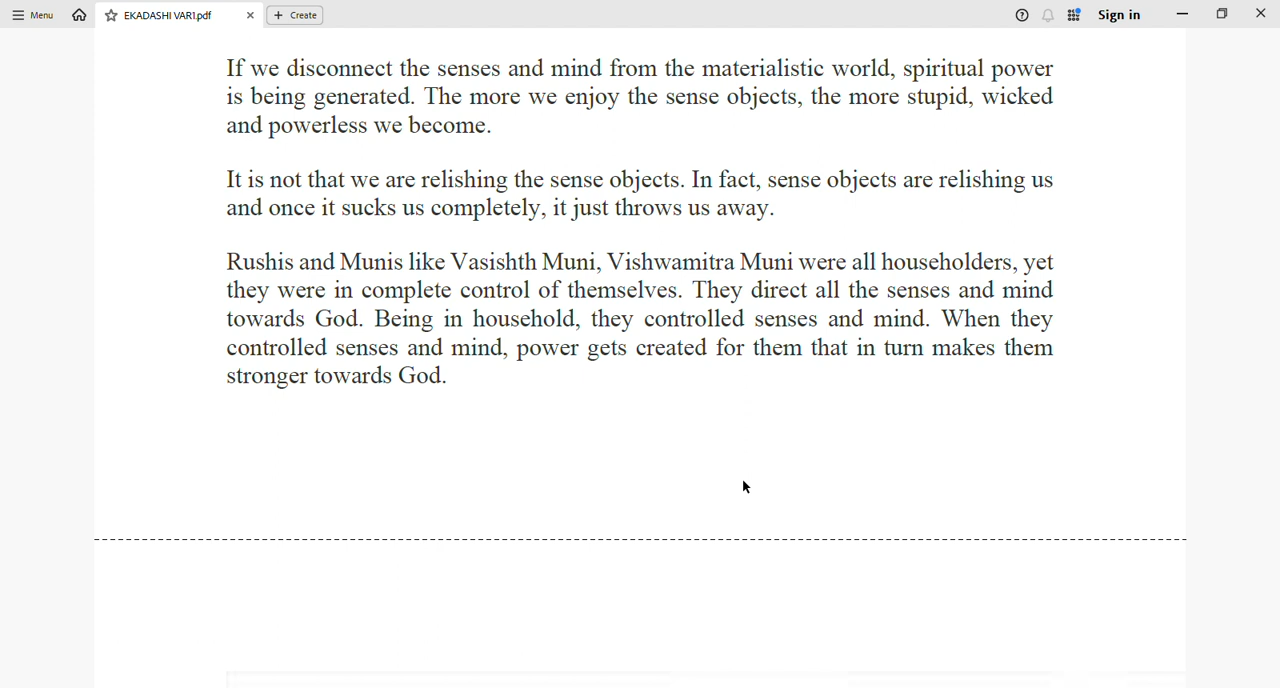 Menu
EKADASHI VAR1.pdf
Create
Sign in
If we disconnect the senses and mind from the materialistic world, spiritual power
is being generated. The more we enjoy the sense objects, the more stupid, wicked
and powerless we become.
It is not that we are relishing the sense objects. In fact, sense objects are relishing us
and once it sucks us completely, it just throws us away.
Rushis and Munis like Vasishth Muni, Vishwamitra Muni were all householders, yet
they were in complete control of themselves. They direct all the senses and mind
towards God. Being in household, they controlled senses and mind. When they
controlled senses and mind, power gets created for them that in turn makes them
stronger towards God.